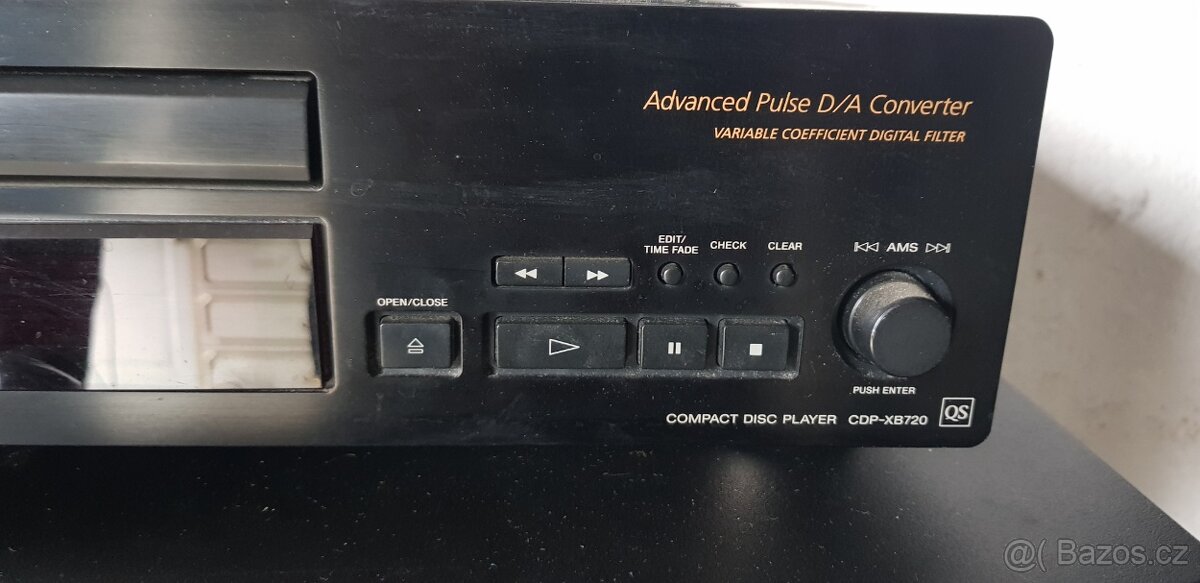 Advanced Pulse D/A Converter
VARIABLE COEFFICIENT DIGITAL FILTER
EDIT/
TIME FADE
CHECK
CLEAR
AMS
OPEN/CLOSE
PUSH ENTER
COMPACT DISC PLAYER CDP-XB720 QS
@( Bazos.cz